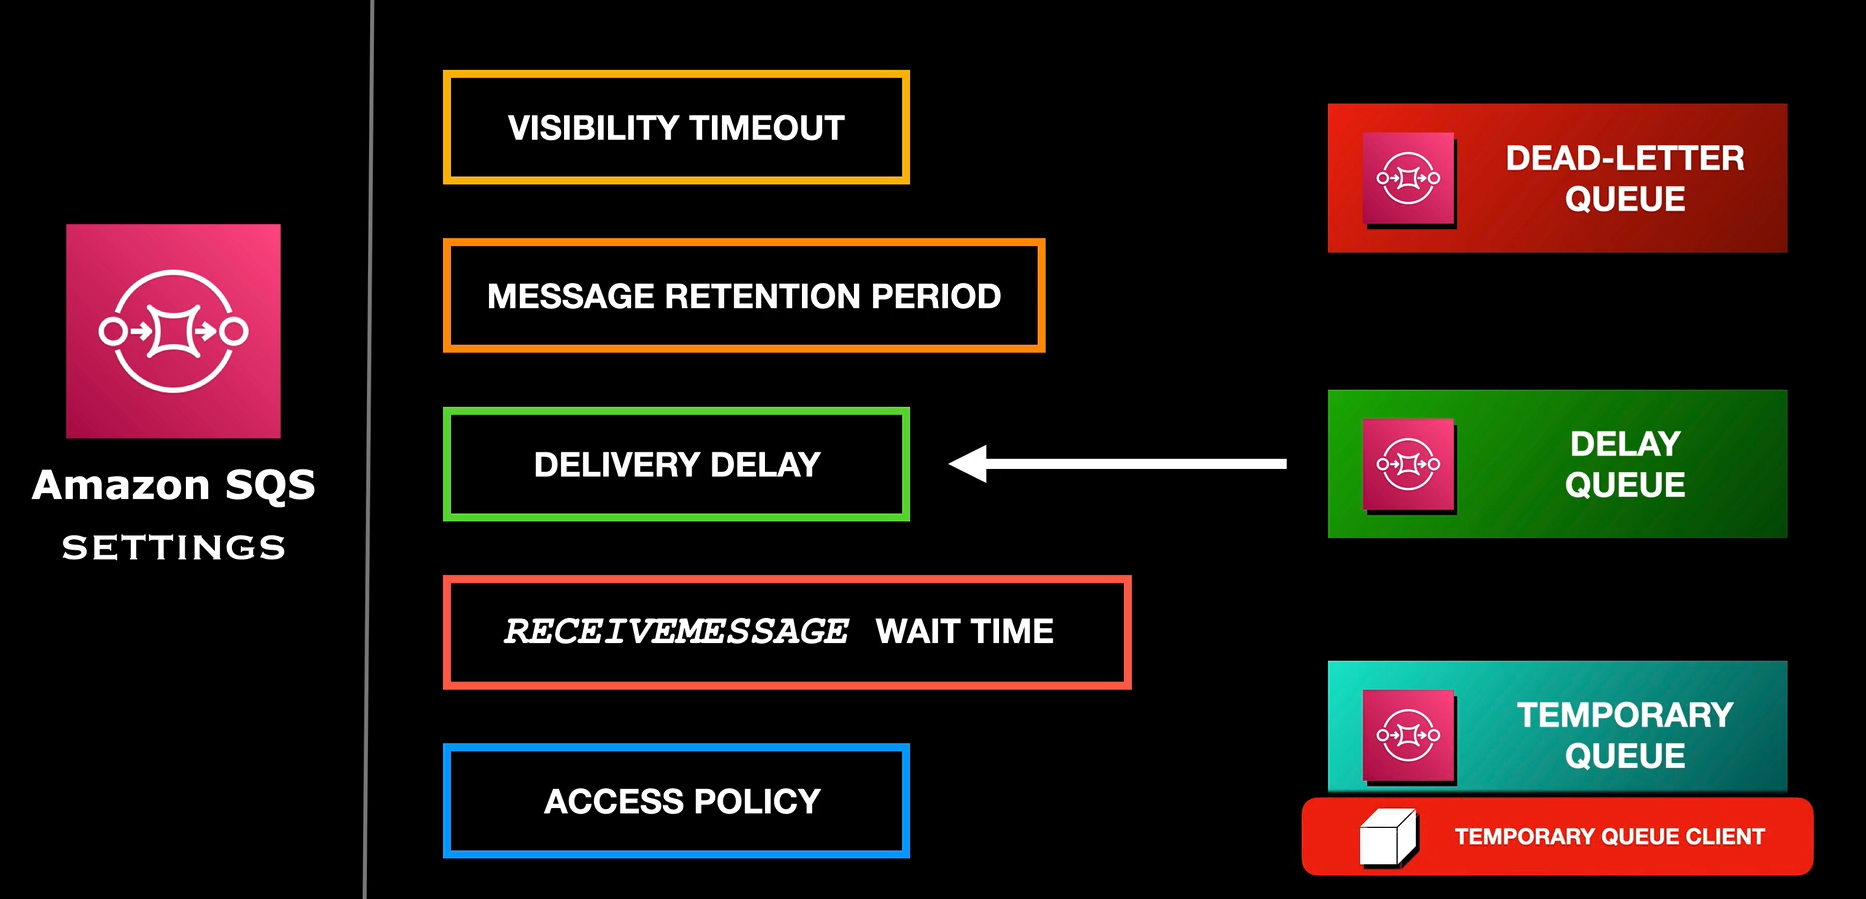 Amazon SQS
SETTINGS
VISIBILITY TIMEOUT
MESSAGE RETENTION PERIOD
DELIVERY DELAY
RECEIVEMESSAGE WAIT TIME
ACCESS POLICY
DEAD-LETTER
QUEUE
DELAY
QUEUE
TEMPORARY
QUEUE
TEMPORARY QUEUE CLIENT